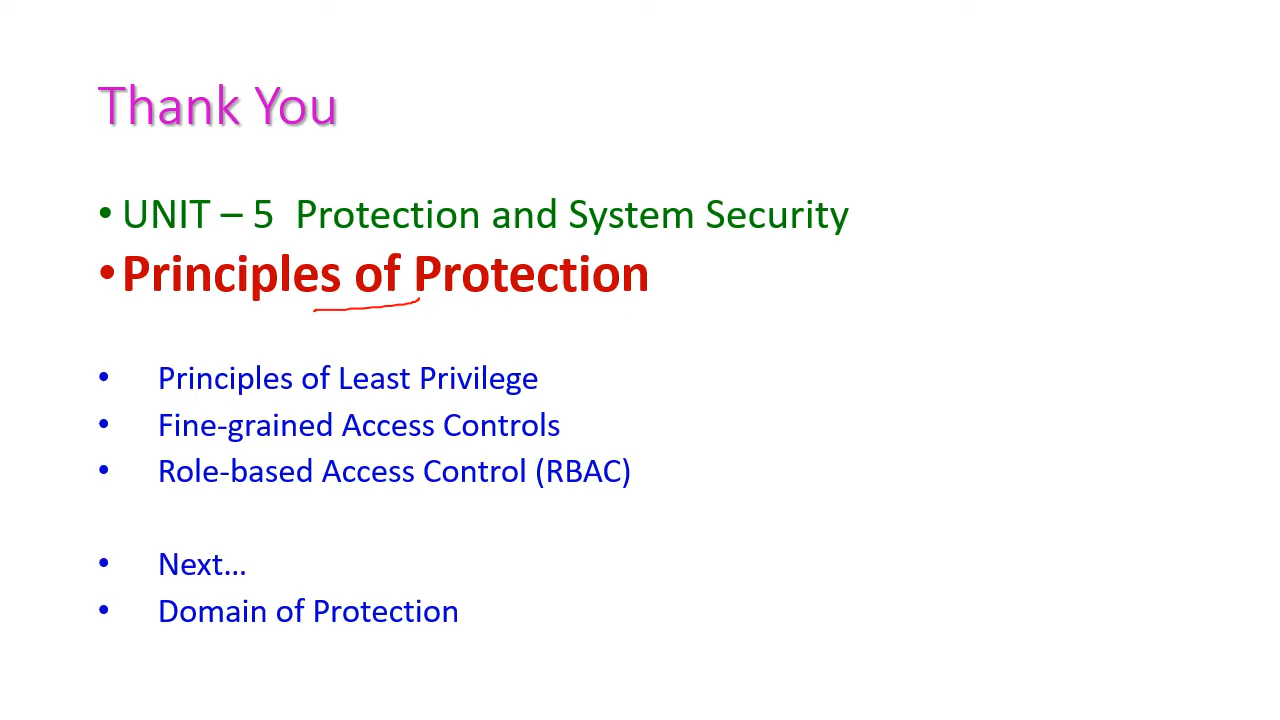 Thank You
• UNIT – 5  Protection and System Security
• Principles of Protection
• Principles of Least Privilege
• Fine-grained Access Controls
• Role-based Access Control (RBAC)
• Next...
• Domain of Protection